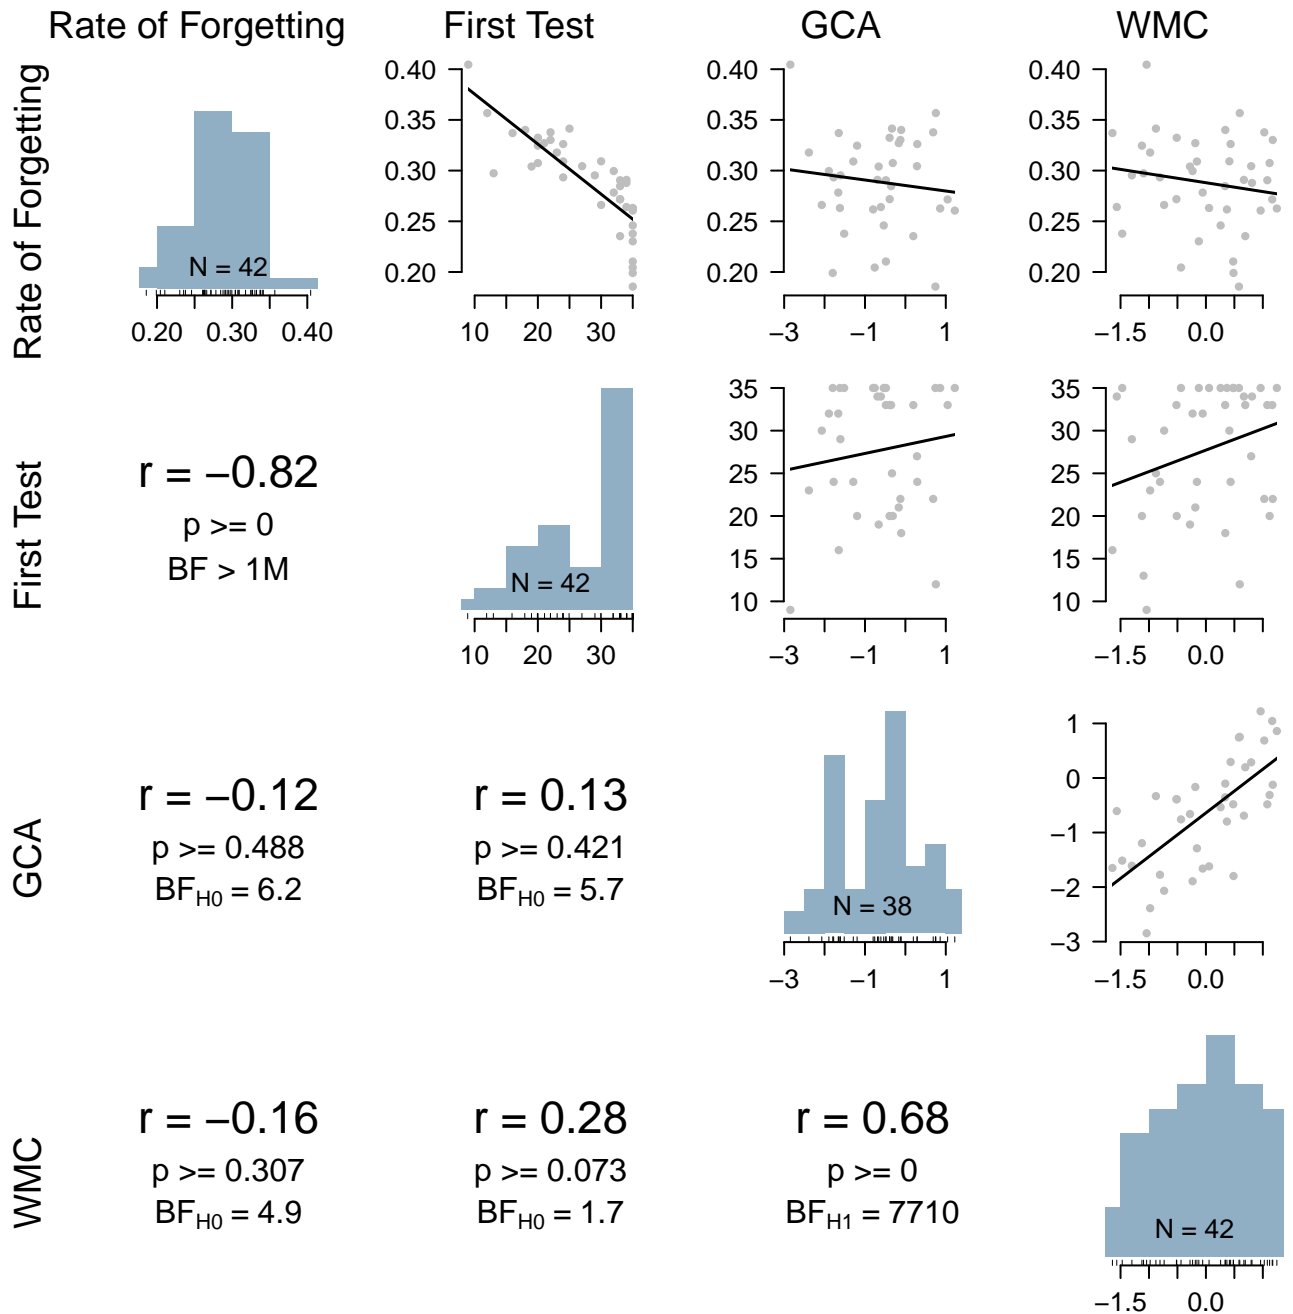 Rate of Forgetting First Test GCA WMC
Rate of Forgetting
N = 42
0.20 0.30 0.40
0.40
0.35
0.30
0.25
0.20
10 20 30
0.40
0.35
0.30
0.25
0.20
−3 −1 1
0.40
0.35
0.30
0.25
0.20
−1.5 0.0
First Test
r = −0.82
p >= 0
BF > 1M
N = 42
10 20 30
35
30
25
20
15
10
−3 −1 1
35
30
25
20
15
10
−1.5 0.0
GCA
r = −0.12
p >= 0.488
BFH0 = 6.2
r = 0.13
p >= 0.421
BFH0 = 5.7
N = 38
−3 −1 1
1
0
−1
−2
−3
−1.5 0.0
WMC
r = −0.16
p >= 0.307
BFH0 = 4.9
r = 0.28
p >= 0.073
BFH0 = 1.7
r = 0.68
p >= 0
BFH1 = 7710
N = 42
−1.5 0.0